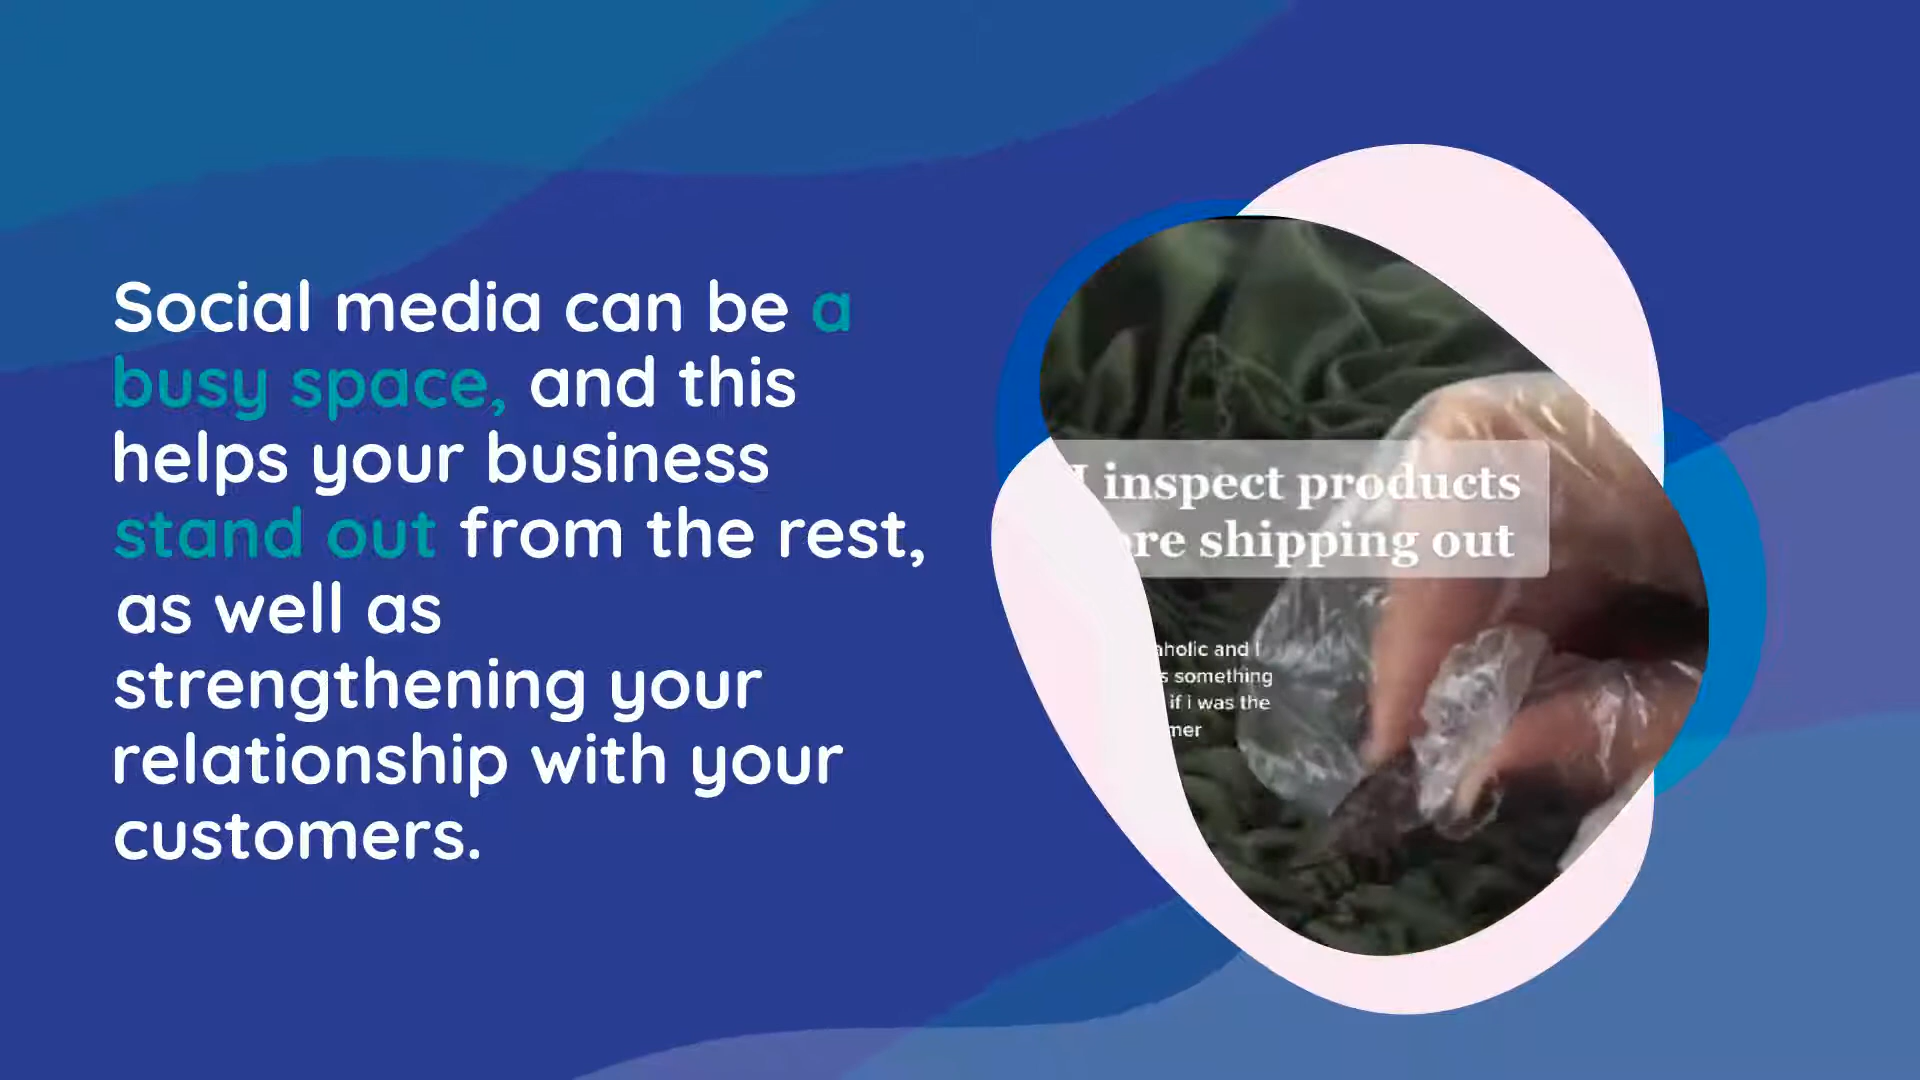 Social media can be a
busy space, and this
helps your business
stand out from the rest,
as well as
strengthening your
relationship with your
customers.
I inspect products
shipping out
and I
something
if i was the